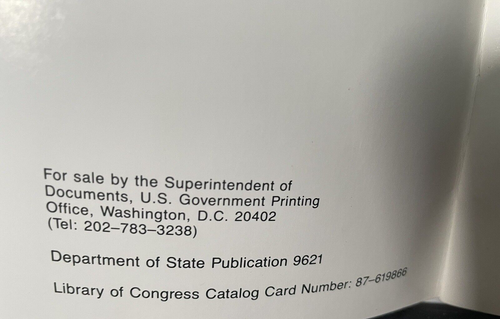 For sale by the Superintendent of
Documents, U.S. Government Printing
Office, Washington, D.C. 20402
(Tel: 202–783–3238)
Department of State Publication 9621
Library of Congress Catalog Card Number: 87–619868